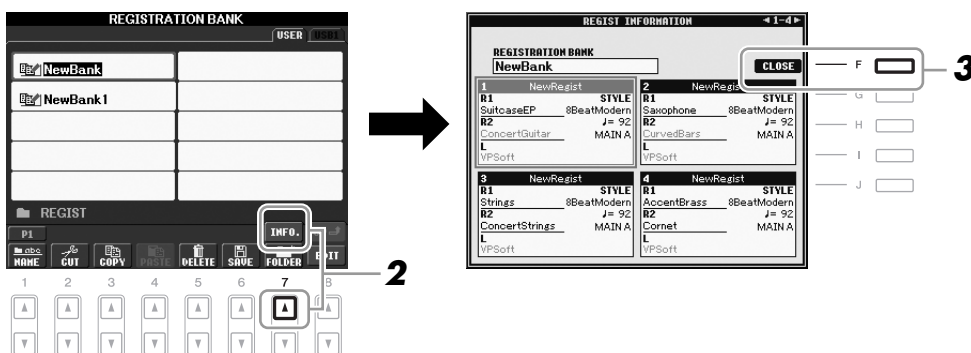 REGISTRATION BANK
USER USB1
NewBank
NewBank1
REGIST
P1 INFO.
NAME CUT COPY PASTE DELETE SAVE FOLDER EDIT
1 2 3 4 5 6 7 8
2
REGIST INFORMATION 1-4
REGISTRATION BANK
NewBank
CLOSE
F
3
G
H
I
J
1 NewRegist
R1 STYLE
SuitcaseEP 8BeatModern
R2 ♩= 92
ConcertGuitar MAIN A
L
VPSoft
2 NewRegist
R1 STYLE
Saxophone 8BeatModern
R2 ♩= 92
CurvedBars MAIN A
L
VPSoft
3 NewRegist
R1 STYLE
Strings 8BeatModern
R2 ♩= 92
ConcertStrings MAIN A
L
VPSoft
4 NewRegist
R1 STYLE
AccentBrass 8BeatModern
R2 ♩= 92
Cornet MAIN A
L
VPSoft